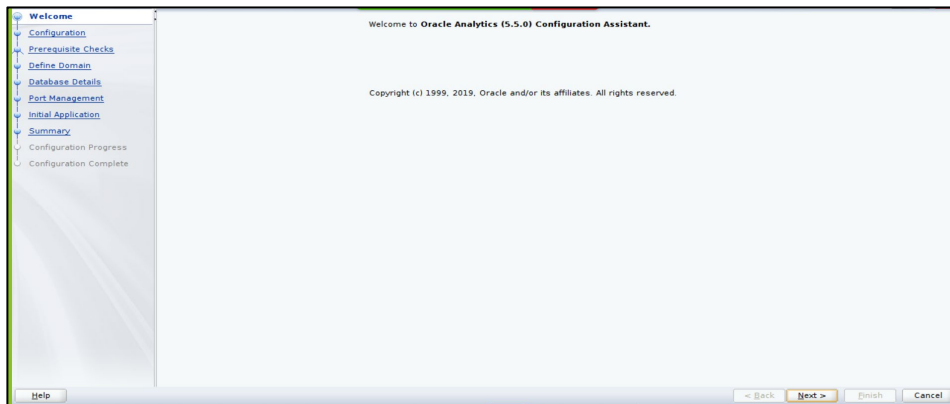 Welcome
Configuration
Prerequisite Checks
Define Domain
Database Details
Port Management
Initial Application
Summary
Configuration Progress
Configuration Complete
Welcome to Oracle Analytics (5.5.0) Configuration Assistant.
Copyright (c) 1999, 2019, Oracle and/or its affiliates. All rights reserved.
Help
< Back
Next >
Finish
Cancel